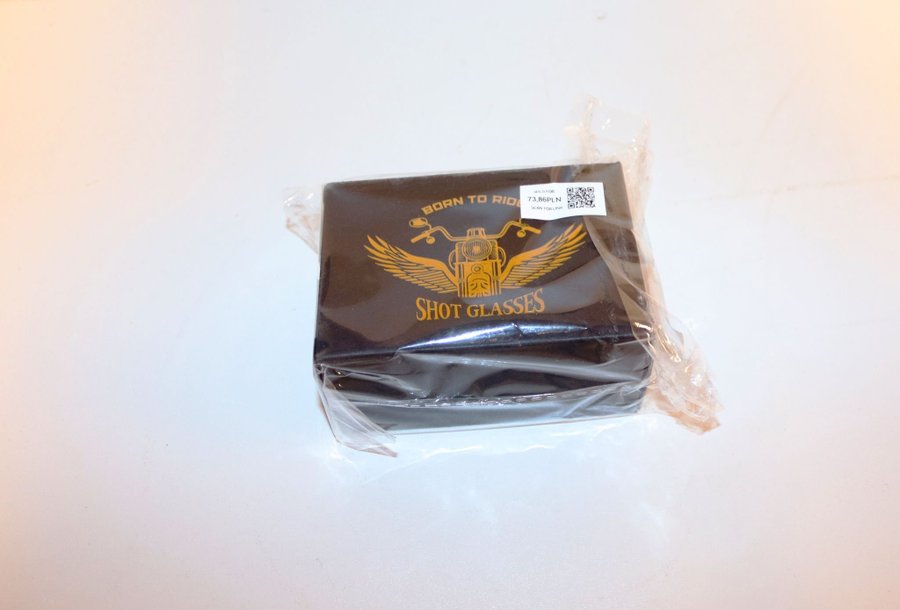 BORN TO RIDE
73,86PLN
SHOT GLASSES